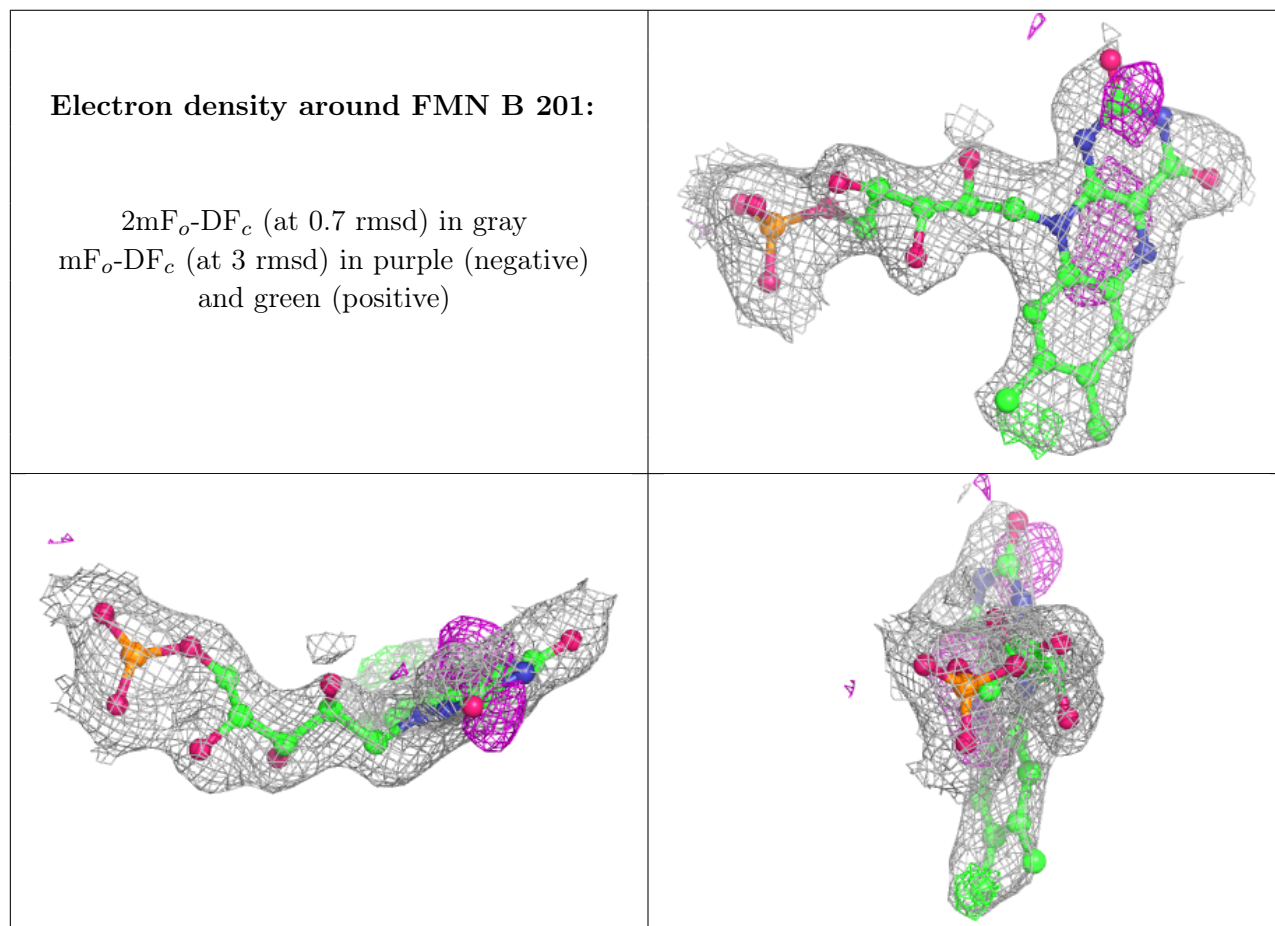 Electron density around FMN B 201:
2mFₒ-DF𝒸 (at 0.7 rmsd) in gray
mFₒ-DF𝒸 (at 3 rmsd) in purple (negative)
and green (positive)